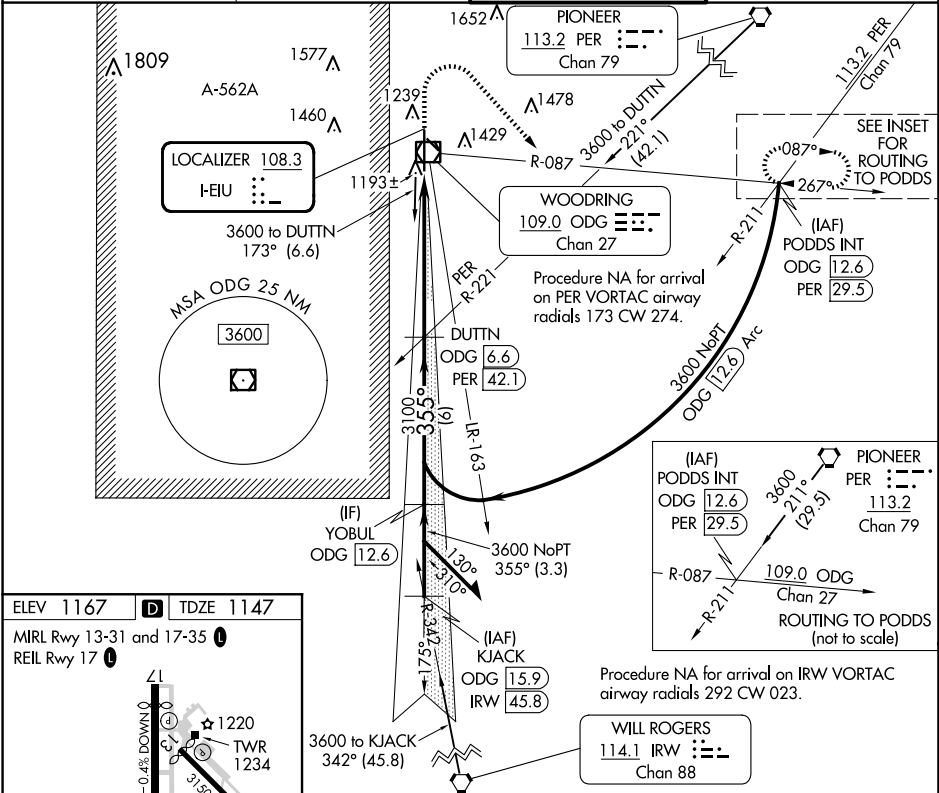 1652
PIONEER
113.2 PER
Chan 79
113.2 PER
Chan 79
1809
1577
A-562A
1239
1478
1460
1429
3600 to DUTTN
221°
(42.1)
SEE INSET
FOR
ROUTING
TO PODDS
087°
267°
LOCALIZER 108.3
I-EIU
R-087
1193±
WOODRING
109.0 ODG
Chan 27
R-211
(IAF)
PODDS INT
ODG 12.6
PER 29.5
3600 to DUTTN
173° (6.6)
PER
R-221
Procedure NA for arrival
on PER VORTAC airway
radials 173 CW 274.
MSA ODG 25 NM
3600
DUTTN
ODG 6.6
PER 42.1
3600 NoPT
ODG 12.6 Arc
3100
355°
(6)
LR-163
(IAF)
PODDS INT
ODG 12.6
PER 29.5
3600
211°
(29.5)
PIONEER
PER
113.2
Chan 79
R-087
109.0 ODG
Chan 27
R-211
ROUTING TO PODDS
(not to scale)
(IF)
YOBUL
ODG 12.6
3600 NoPT
355° (3.3)
130°
310°
R-342
175°
(IAF)
KJACK
ODG 15.9
IRW 45.8
Procedure NA for arrival on IRW VORTAC
airway radials 292 CW 023.
3600 to KJACK
342° (45.8)
WILL ROGERS
114.1 IRW
Chan 88
ELEV 1167 D TDZE 1147
MIRL Rwy 13-31 and 17-35 L
REIL Rwy 17 L
17
P
1220
TWR
1234
13
P
0.4% DOWN
3150